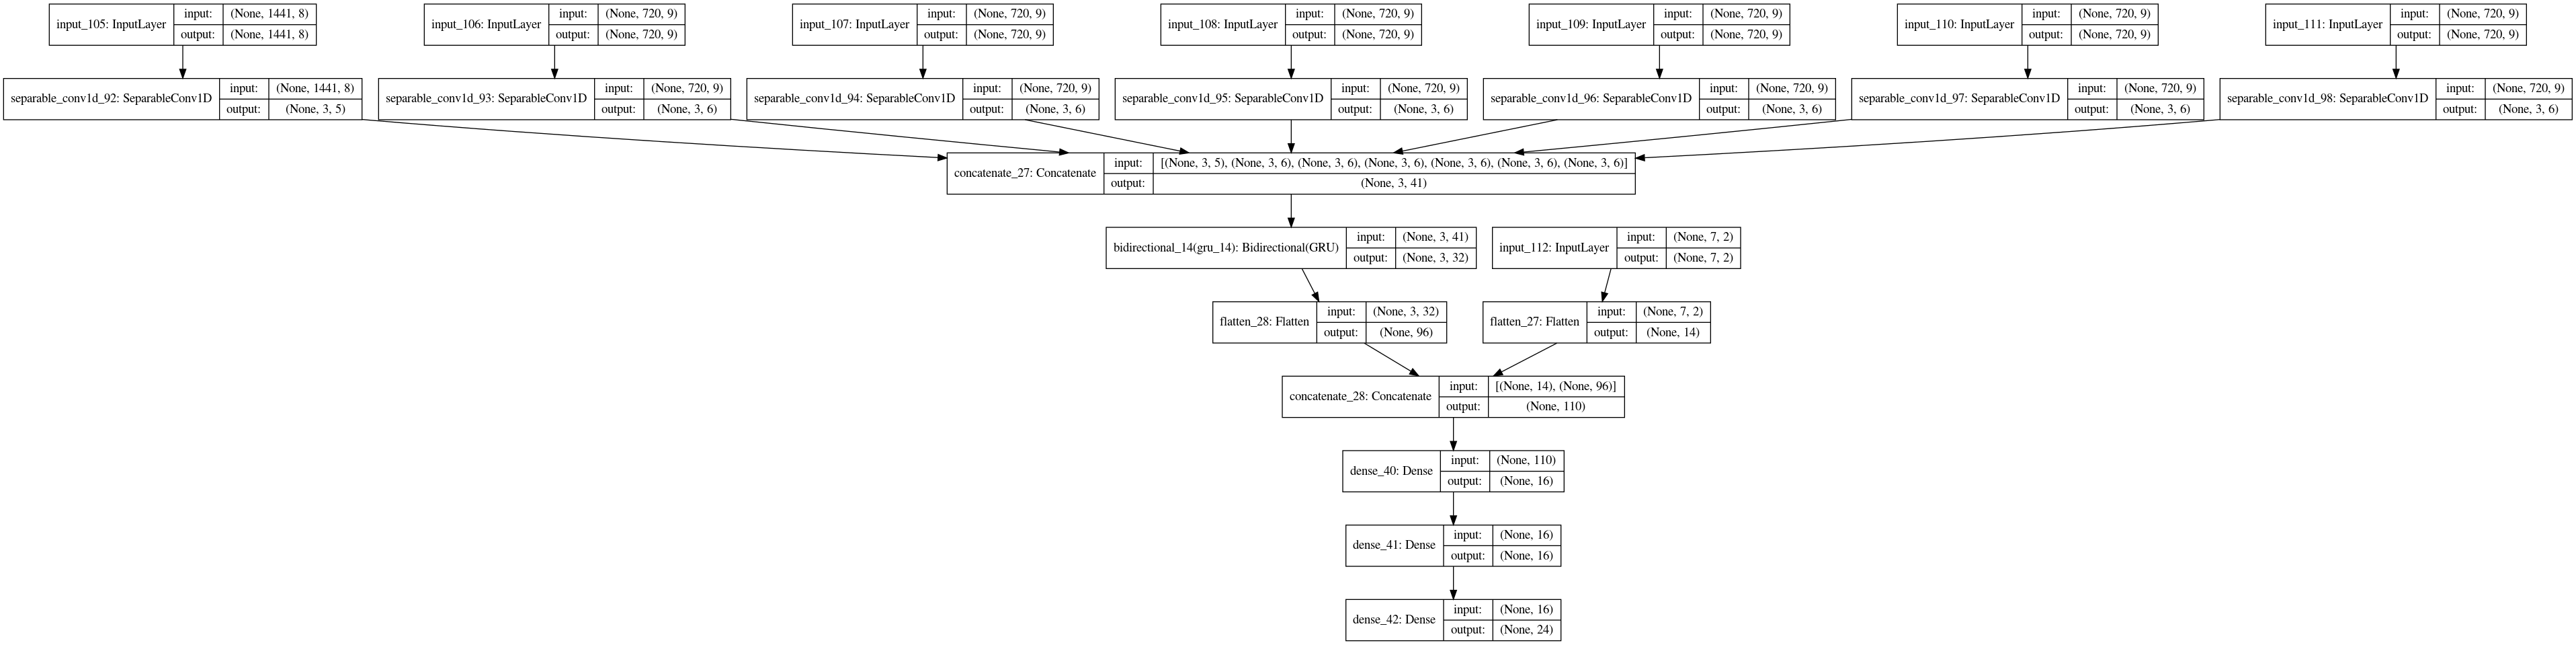 input_105: InputLayer input: (None, 1441, 8) output: (None, 1441, 8)
input_106: InputLayer input: (None, 720, 9) output: (None, 720, 9)
input_107: InputLayer input: (None, 720, 9) output: (None, 720, 9)
input_108: InputLayer input: (None, 720, 9) output: (None, 720, 9)
input_109: InputLayer input: (None, 720, 9) output: (None, 720, 9)
input_110: InputLayer input: (None, 720, 9) output: (None, 720, 9)
input_111: InputLayer input: (None, 720, 9) output: (None, 720, 9)
separable_conv1d_92: SeparableConv1D input: (None, 1441, 8) output: (None, 3, 5)
separable_conv1d_93: SeparableConv1D input: (None, 720, 9) output: (None, 3, 6)
separable_conv1d_94: SeparableConv1D input: (None, 720, 9) output: (None, 3, 6)
separable_conv1d_95: SeparableConv1D input: (None, 720, 9) output: (None, 3, 6)
separable_conv1d_96: SeparableConv1D input: (None, 720, 9) output: (None, 3, 6)
separable_conv1d_97: SeparableConv1D input: (None, 720, 9) output: (None, 3, 6)
separable_conv1d_98: SeparableConv1D input: (None, 720, 9) output: (None, 3, 6)
concatenate_27: Concatenate input: [(None, 3, 5), (None, 3, 6), (None, 3, 6), (None, 3, 6), (None, 3, 6), (None, 3, 6), (None, 3, 6)] output: (None, 3, 41)
bidirectional_14(gru_14): Bidirectional(GRU) input: (None, 3, 41) output: (None, 3, 32)
input_112: InputLayer input: (None, 7, 2) output: (None, 7, 2)
flatten_28: Flatten input: (None, 3, 32) output: (None, 96)
flatten_27: Flatten input: (None, 7, 2) output: (None, 14)
concatenate_28: Concatenate input: [(None, 14), (None, 96)] output: (None, 110)
dense_40: Dense input: (None, 110) output: (None, 16)
dense_41: Dense input: (None, 16) output: (None, 16)
dense_42: Dense input: (None, 16) output: (None, 24)